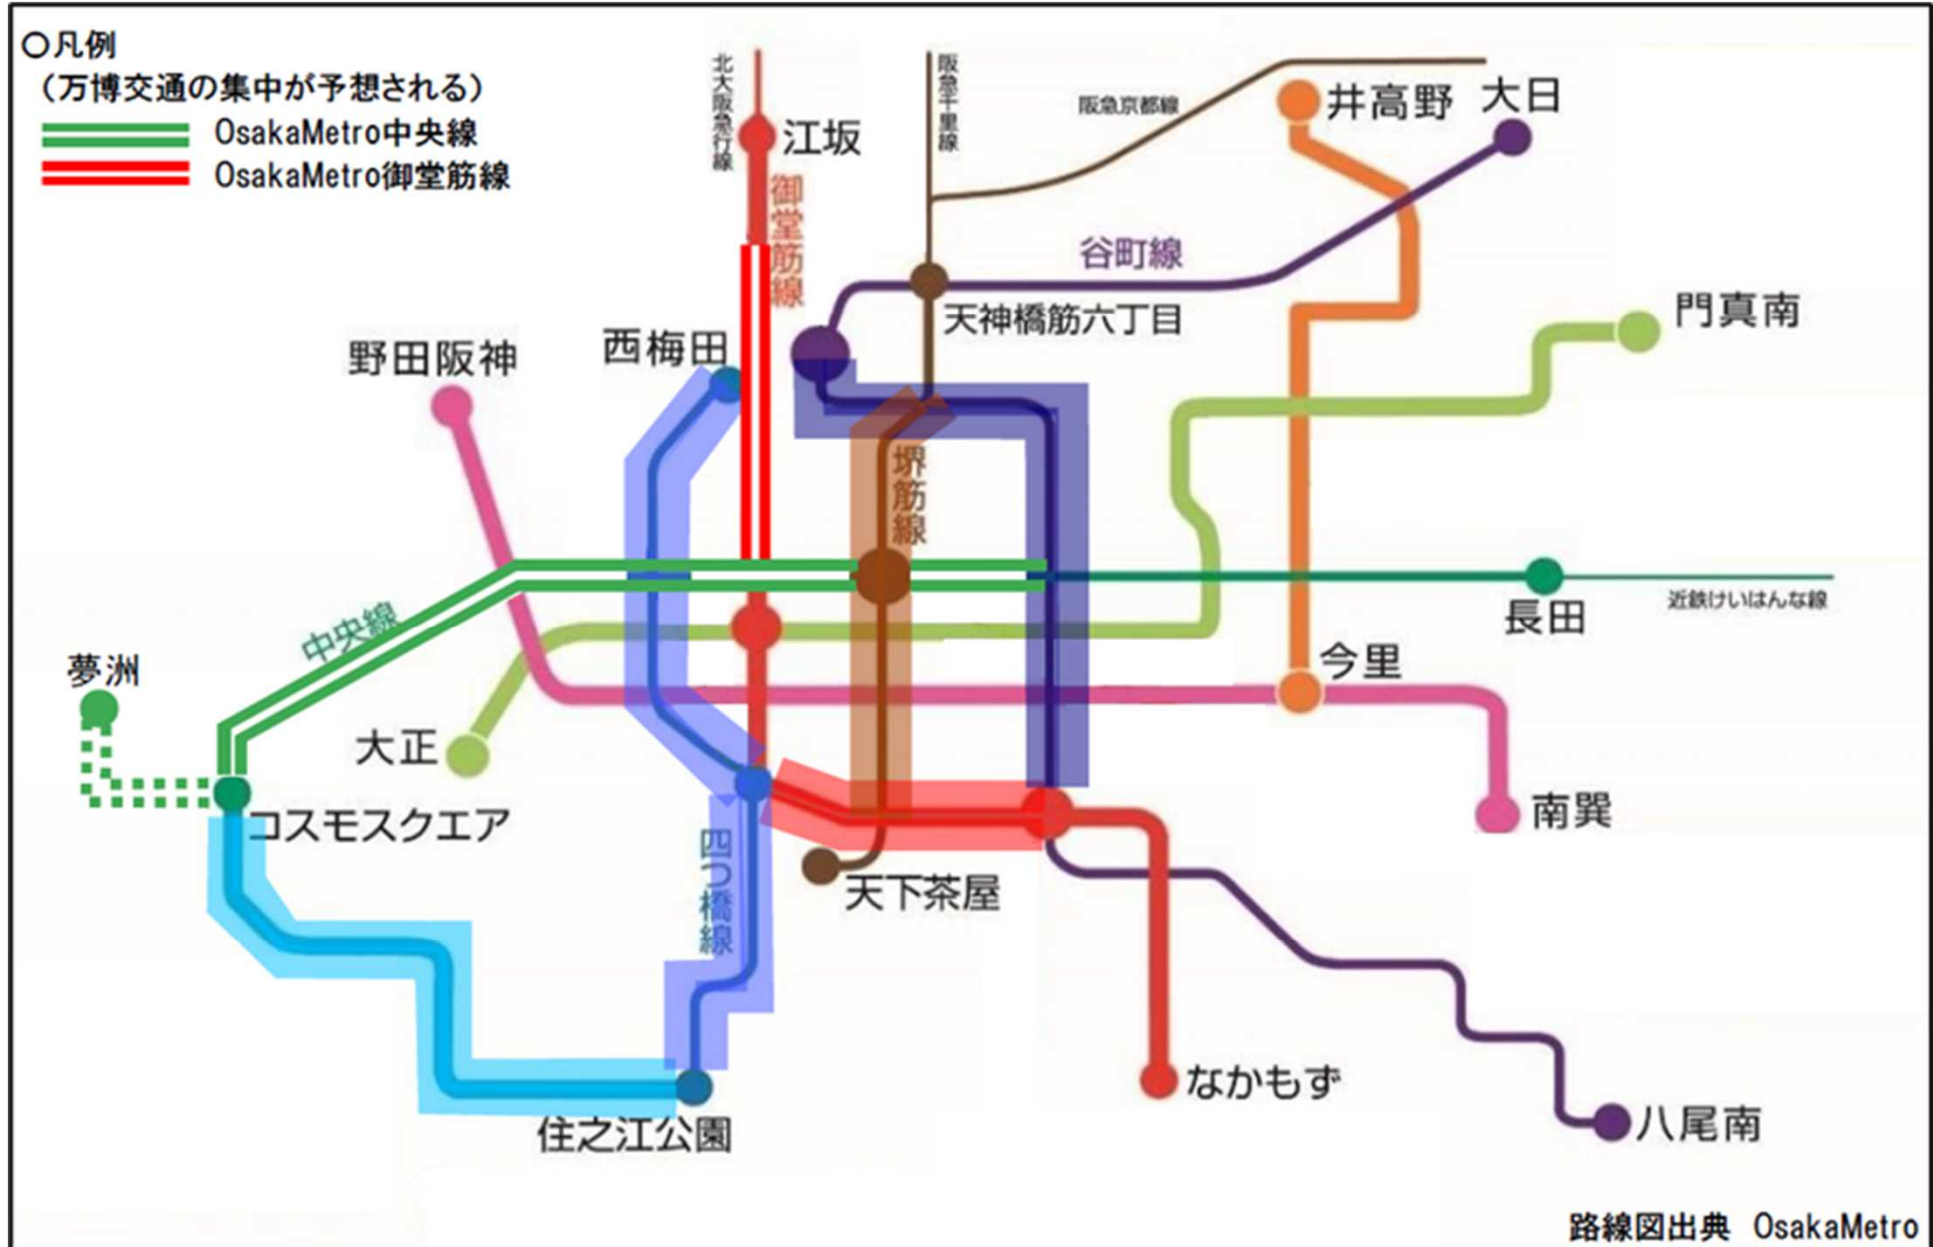 〇凡例
（万博交通の集中が予想される）
OsakaMetro中央線
OsakaMetro御堂筋線
北大阪急行線
江坂
御堂筋線
阪急千里線
阪急京都線
井高野
大日
谷町線
天神橋筋六丁目
門真南
野田阪神
西梅田
堺筋線
中央線
長田
近鉄けいはんな線
夢洲
今里
大正
コスモスクエア
南巽
四つ橋線
天下茶屋
なかもず
住之江公園
八尾南
路線図出典　OsakaMetro